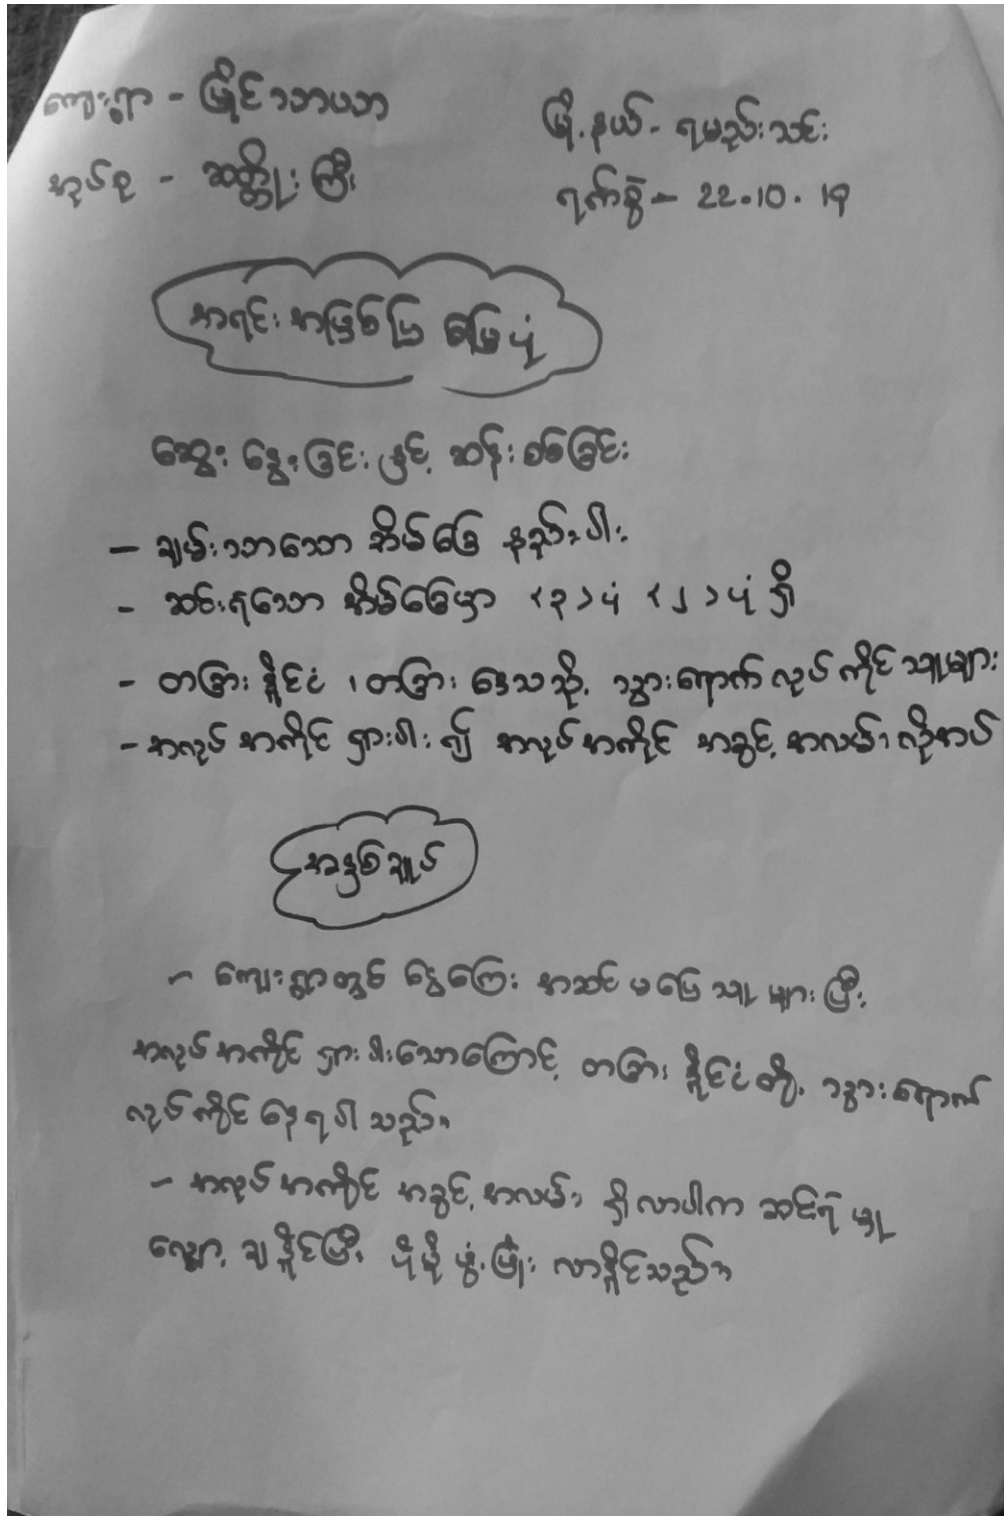 ကျေးရွာ - မြိုင်သာယာ
မြို့နယ် - ရမည်းသင်း
အုပ်စု - ဆတ္တိုးကြီး
ရက်စွဲ - 22.10.19
အရင်းအမြစ်ပြမြေပုံ
ဆွေးနွေးခြင်းနှင့် ဆန်းစစ်ခြင်း
- ချမ်းသာသော အိမ်ခြေ နည်းပါး
- ဆင်းရဲသော အိမ်ခြေမှာ (၃)ပုံ (၂)ပုံ ရှိ
- တခြားနိုင်ငံ ၊ တခြားဒေသသို့ သွားရောက်လုပ်ကိုင်သူများ
- အလုပ်အကိုင် ရှားပါး၍ အလုပ်အကိုင် အခွင့်အလမ်း လိုအပ်
အနှစ်ချုပ်
- ကျေးရွာတွင် ငွေကြေး အဆင်မပြေသူ များပြီး
အလုပ်အကိုင် ရှားပါးသောကြောင့် တခြားနိုင်ငံတို့ သွားရောက်
လုပ်ကိုင်နေရပါသည်။
- အလုပ်အကိုင် အခွင့်အလမ်း ရှိလာပါက ဆင်းရဲမှု
လျှော့ချနိုင်ပြီး ပိုမိုဖွံ့ဖြိုး လာနိုင်သည်။